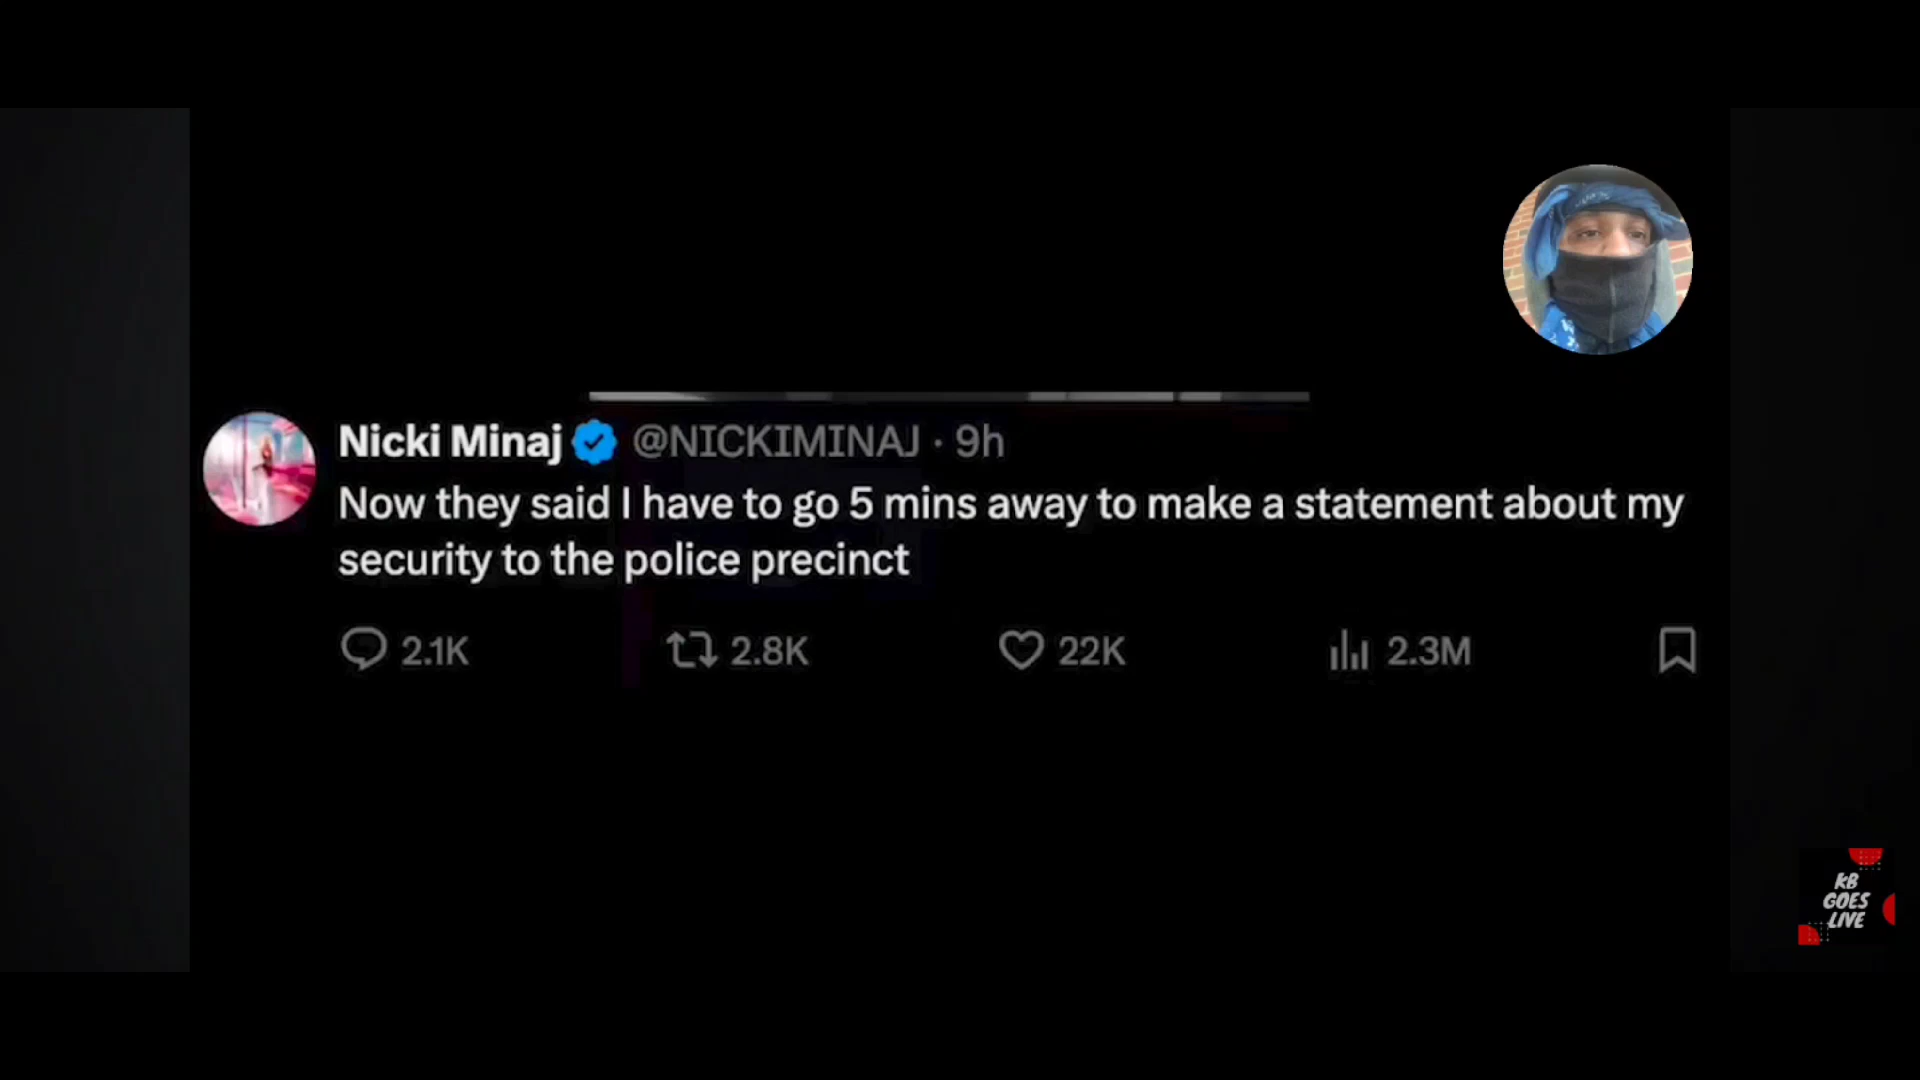 Nicki Minaj @NICKIMINAJ · 9h
Now they said I have to go 5 mins away to make a statement about my
security to the police precinct
2.1K 2.8K 22K 2.3M
KB
GOES
LIVE